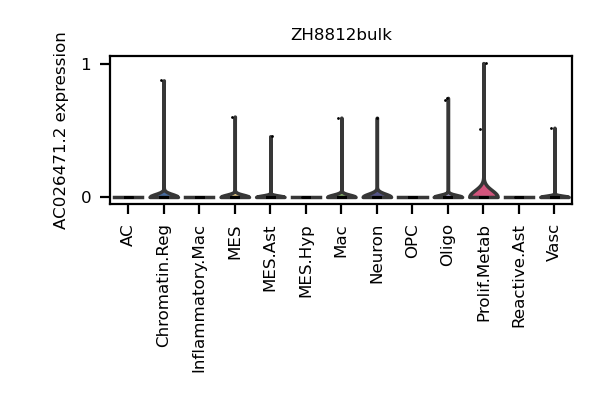 ZH8812bulk
AC026471.2 expression
1
0
AC
Chromatin.Reg
Inflammatory.Mac
MES
MES.Ast
MES.Hyp
Mac
Neuron
OPC
Oligo
Prolif.Metab
Reactive.Ast
Vasc